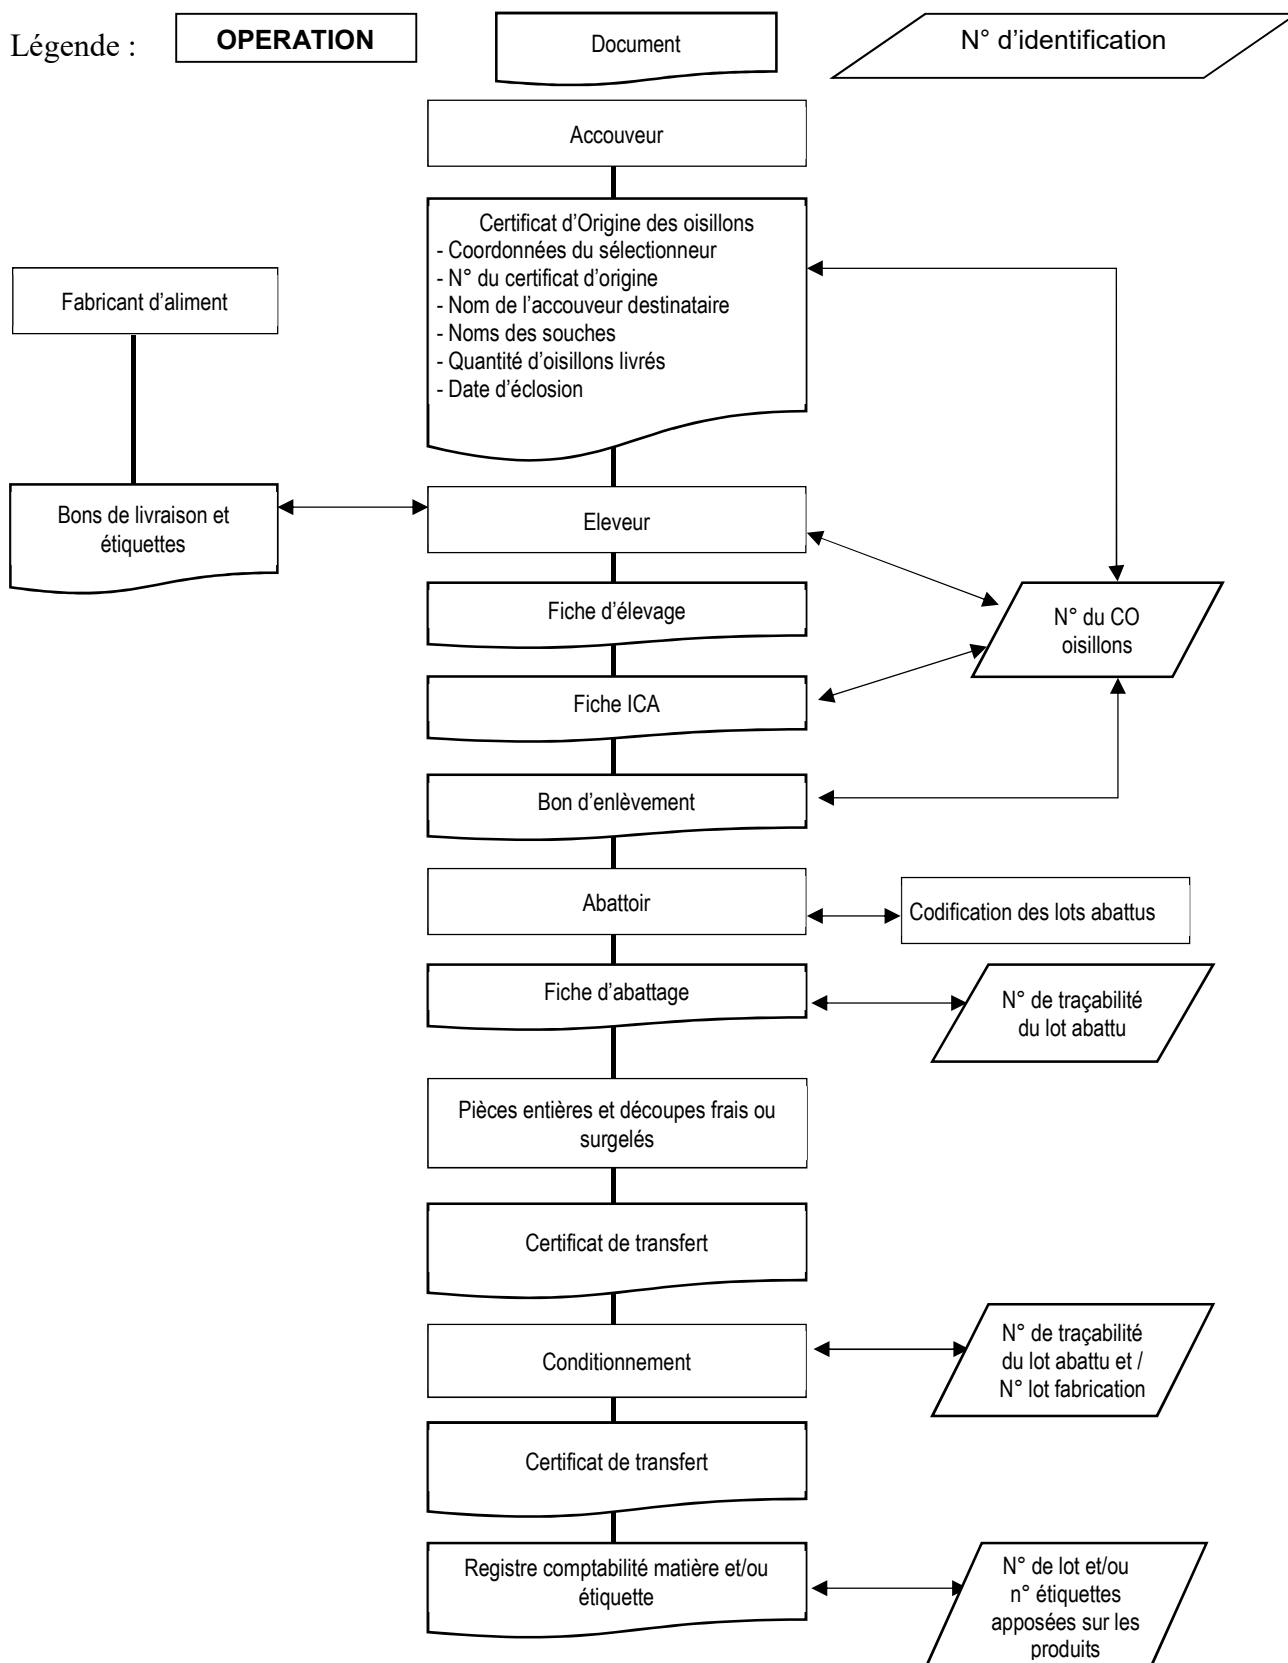 Légende :
OPERATION
Document
N° d'identification
Accouveur
Certificat d'Origine des oisillons
- Coordonnées du sélectionneur
- N° du certificat d'origine
- Nom de l'accouveur destinataire
- Noms des souches
- Quantité d'oisillons livrés
- Date d'éclosion
Fabricant d'aliment
Bons de livraison et
étiquettes
Eleveur
Fiche d'élevage
N° du CO
oisillons
Fiche ICA
Bon d'enlèvement
Abattoir
Codification des lots abattus
Fiche d'abattage
N° de traçabilité
du lot abattu
Pièces entières et découpes frais ou
surgelés
Certificat de transfert
Conditionnement
N° de traçabilité
du lot abattu et /
N° lot fabrication
Certificat de transfert
Registre comptabilité matière et/ou
étiquette
N° de lot et/ou
n° étiquettes
apposées sur les
produits